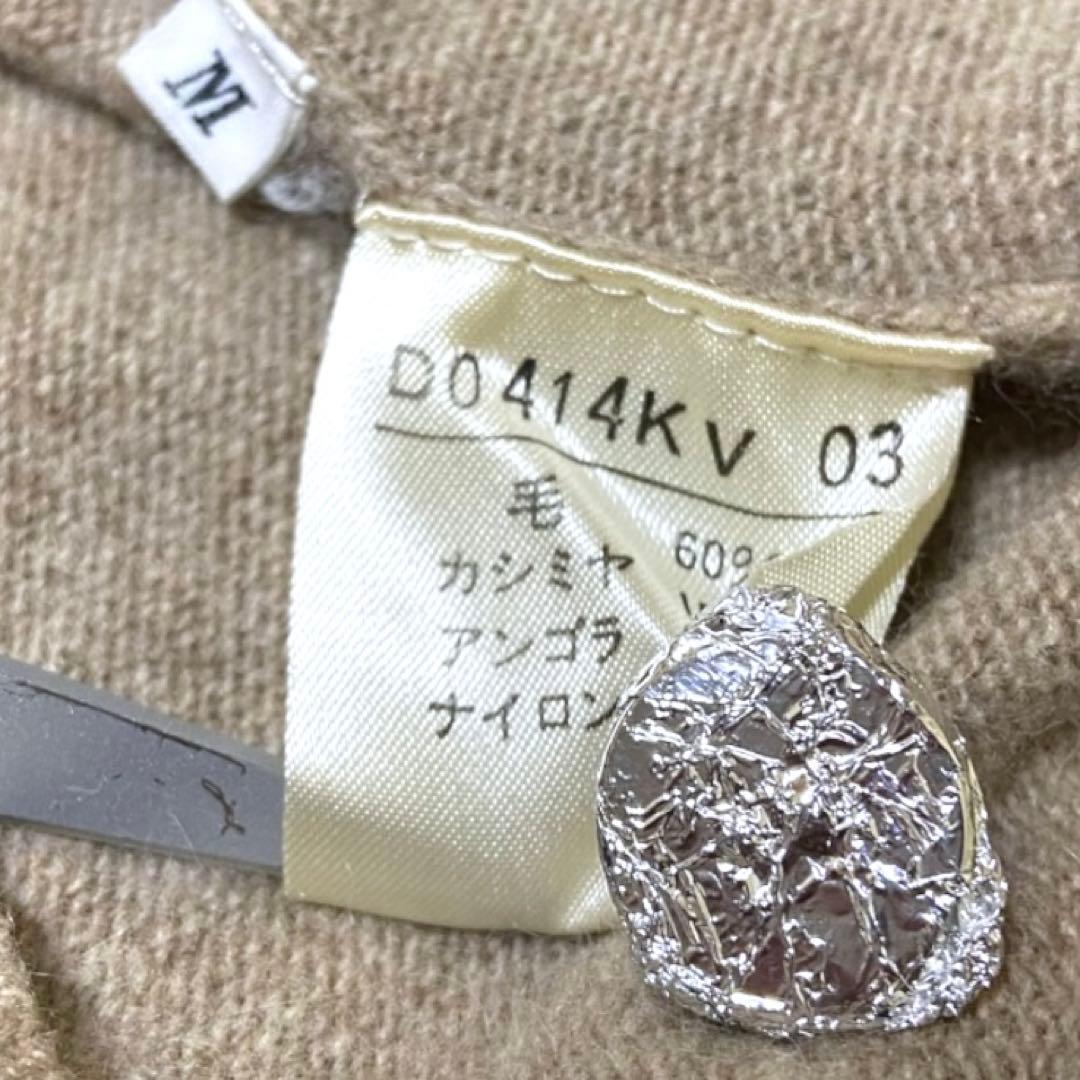 M
D0414KV 03
毛 60%
カシミヤ
アンゴラ
ナイロン